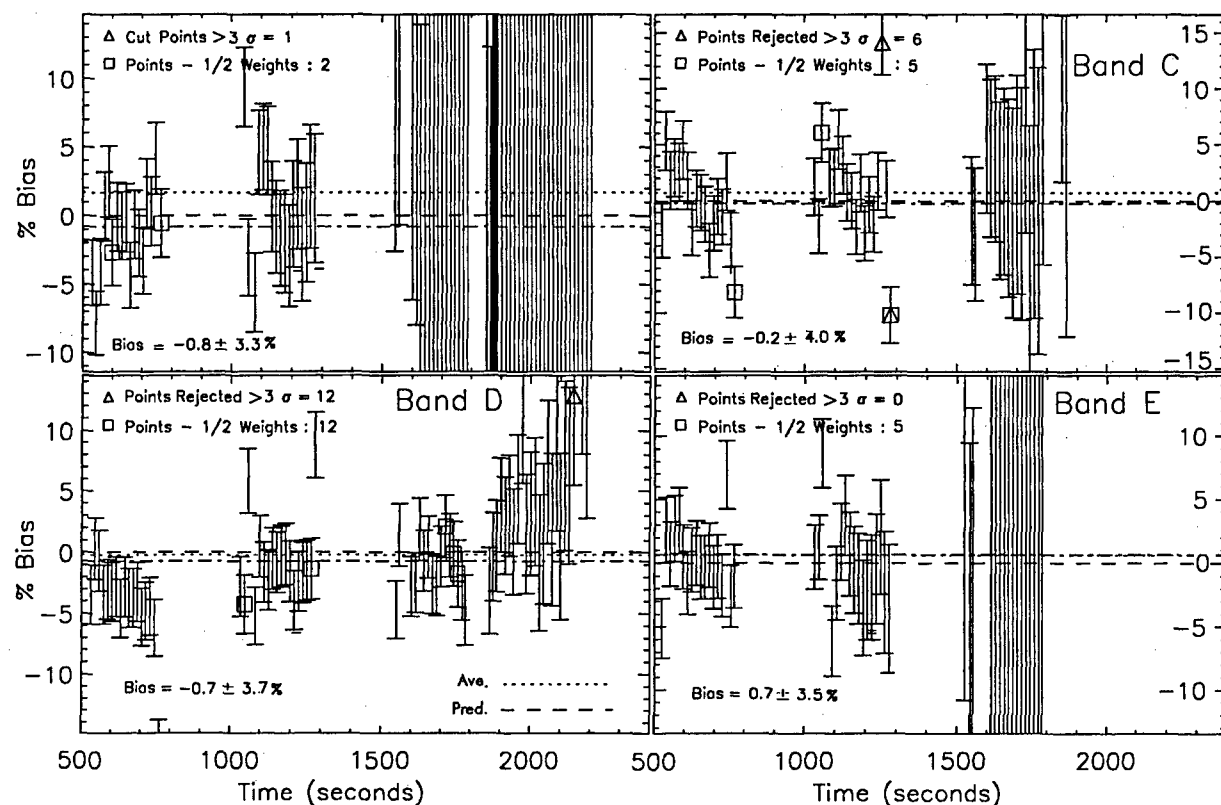 △ Cut Points >3 σ = 1
□ Points - 1/2 Weights : 2
Bias = -0.8 ± 3.3%
% Bias
10
5
0
-5
-10
△ Points Rejected >3 σ = 6
□ Points - 1/2 Weights : 5
Band C
Bias = -0.2 ± 4.0 %
15
10
5
0
-5
-10
-15
△ Points Rejected >3 σ = 12
□ Points - 1/2 Weights : 12
Band D
Bias = -0.7 ± 3.7%
Ave.
Pred.
% Bias
10
5
0
-5
-10
500 1000 1500 2000
Time (seconds)
△ Points Rejected >3 σ = 0
□ Points - 1/2 Weights : 5
Band E
Bias = 0.7 ± 3.5%
10
5
0
-5
-10
500 1000 1500 2000
Time (seconds)